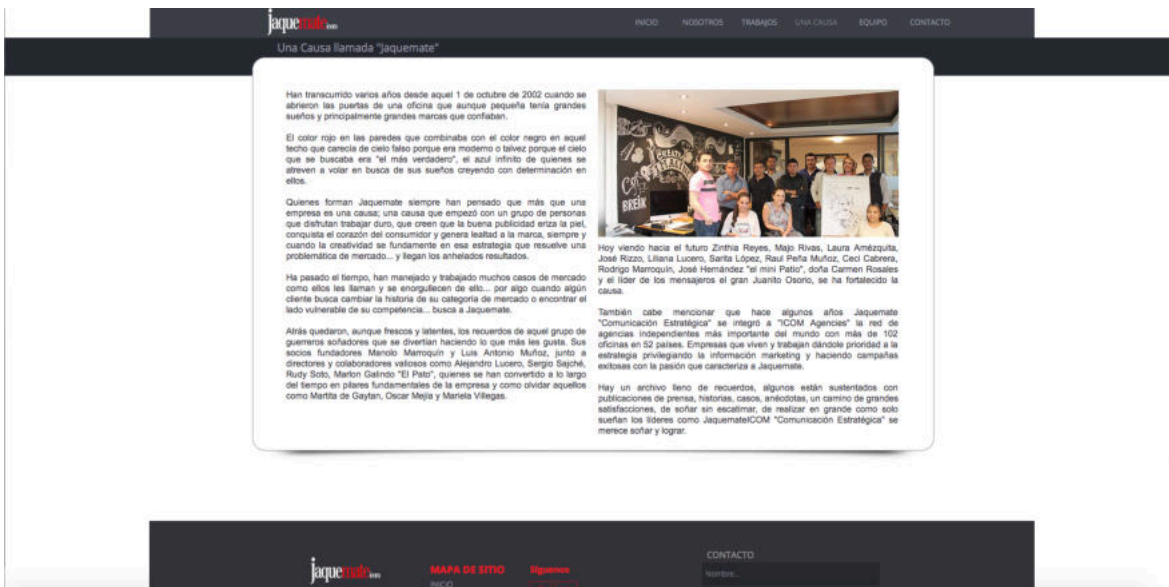 jaquemate icom
INICIO NOSOTROS TRABAJOS UNA CAUSA EQUIPO CONTACTO
Una Causa llamada "Jaquemate"
Han transcurrido varios años desde aquel 1 de octubre de 2002 cuando se
abrieron las puertas de una oficina que aunque pequeña tenía grandes
sueños y principalmente grandes marcas que confiaban.
El color rojo en las paredes que combinaba con el color negro en aquel
techo que carecía de cielo falso porque era moderno o talvez porque el cielo
que se buscaba era "el más verdadero", el azul infinito de quienes se
atreven a volar en busca de sus sueños creyendo con determinación en
ellos.
Quienes forman Jaquemate siempre han pensado que más que una
empresa es una causa; una causa que empezó con un grupo de personas
que disfrutan trabajar duro, que creen que la buena publicidad eriza la piel,
conquista el corazón del consumidor y genera lealtad a la marca, siempre y
cuando la creatividad se fundamente en esa estrategia que resuelve una
problemática de mercado... y llegan los anhelados resultados.
Ha pasado el tiempo, han manejado y trabajado muchos casos de mercado
como ellos les llaman y se enorgullecen de ello... por algo cuando algún
cliente busca cambiar la historia de su categoría de mercado o encontrar el
lado vulnerable de su competencia... busca a Jaquemate.
Atrás quedaron, aunque frescos y latentes, los recuerdos de aquel grupo de
guerreros soñadores que se divertían haciendo lo que más les gusta. Sus
socios fundadores Manolo Marroquín y Luis Antonio Muñoz, junto a
directores y colaboradores valiosos como Alejandro Lucero, Sergio Sajché,
Rudy Soto, Marlon Galindo "El Pato", quienes se han convertido a lo largo
del tiempo en pilares fundamentales de la empresa y como olvidar aquellos
como Martita de Gaytan, Oscar Mejía y Mariela Villegas.
CREATE
COFFEE
BREAK
Hoy viendo hacia el futuro Zinthia Reyes, Majo Rivas, Laura Amézquita,
José Rizzo, Liliana Lucero, Sarita López, Raul Peña Muñoz, Ceci Cabrera,
Rodrigo Marroquín, José Hernández "el mini Patio", doña Carmen Rosales
y el líder de los mensajeros el gran Juanito Osorio, se ha fortalecido la
causa.
También cabe mencionar que hace algunos años Jaquemate
"Comunicación Estratégica" se integró a "ICOM Agencies" la red de
agencias independientes más importante del mundo con más de 102
oficinas en 52 países. Empresas que viven y trabajan dándole prioridad a la
estrategia privilegiando la información marketing y haciendo campañas
exitosas con la pasión que caracteriza a Jaquemate.
Hay un archivo lleno de recuerdos, algunos están sustentados con
publicaciones de prensa, historias, casos, anécdotas, un camino de grandes
satisfacciones, de soñar sin escatimar, de realizar en grande como solo
sueñan los líderes como JaquemateICOM "Comunicación Estratégica" se
merece soñar y lograr.
jaquemate icom
MAPA DE SITIO
INICIO
Síguenos
CONTACTO
Nombre...